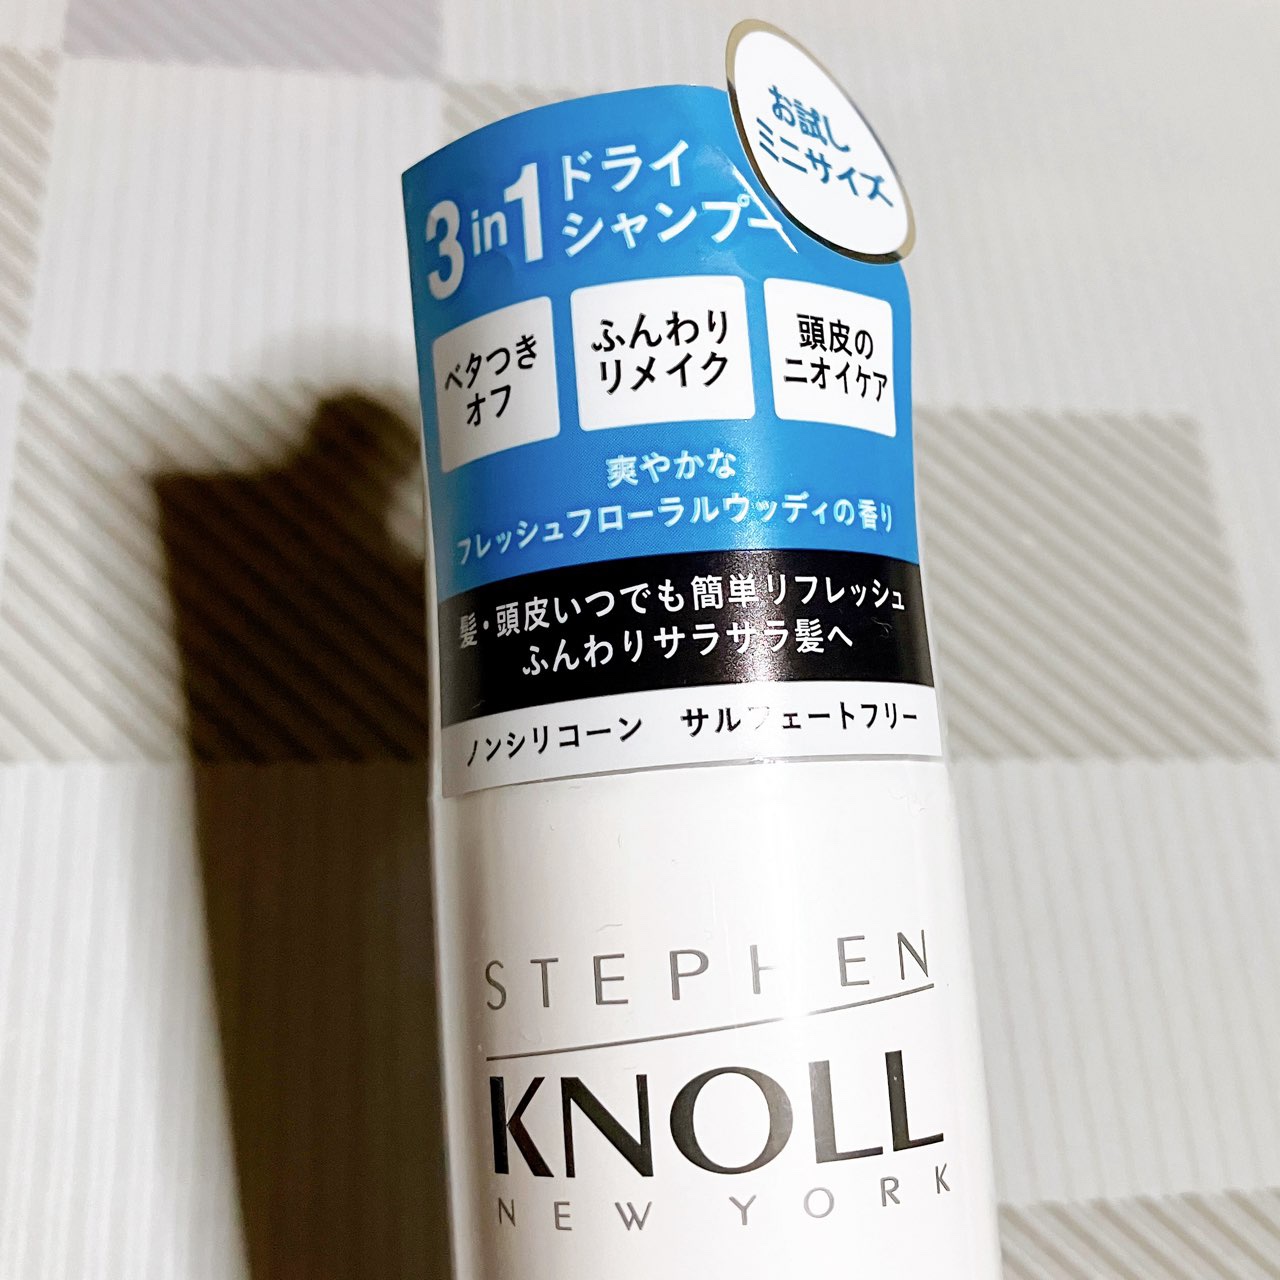 お試し
ミニサイズ
3in1 ドライ
シャンプー
ベタつき
オフ
ふんわり
リメイク
頭皮の
ニオイケア
爽やかな
フレッシュフローラルウッディの香り
髪・頭皮いつでも簡単リフレッシュ
ふんわりサラサラ髪へ
ノンシリコーン サルフェートフリー
STEPHEN
KNOLL
NEW YORK